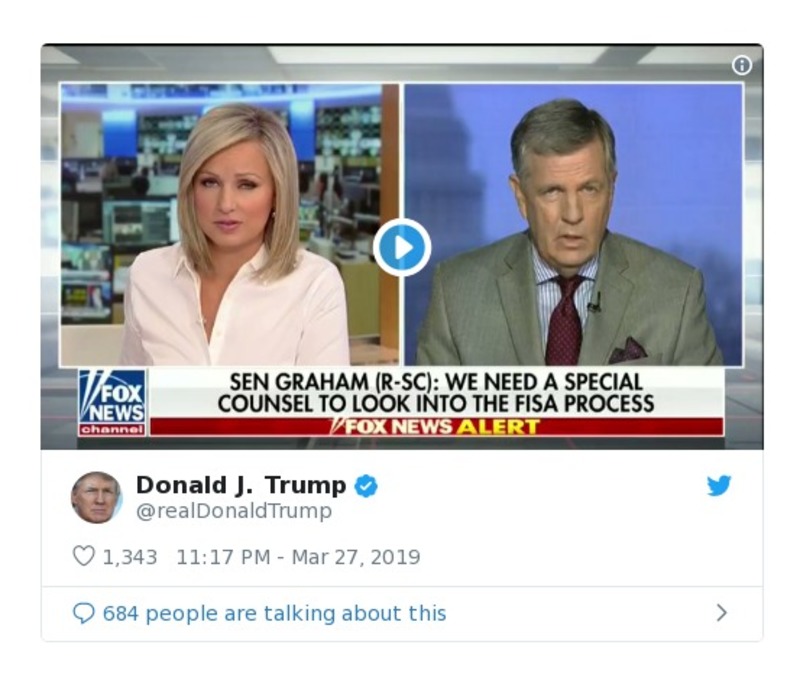 SEN GRAHAM (R-SC): WE NEED A SPECIAL
COUNSEL TO LOOK INTO THE FISA PROCESS
FOX
NEWS
channel
FOX NEWS ALERT
Donald J. Trump
@realDonaldTrump
1,343 11:17 PM - Mar 27, 2019
684 people are talking about this